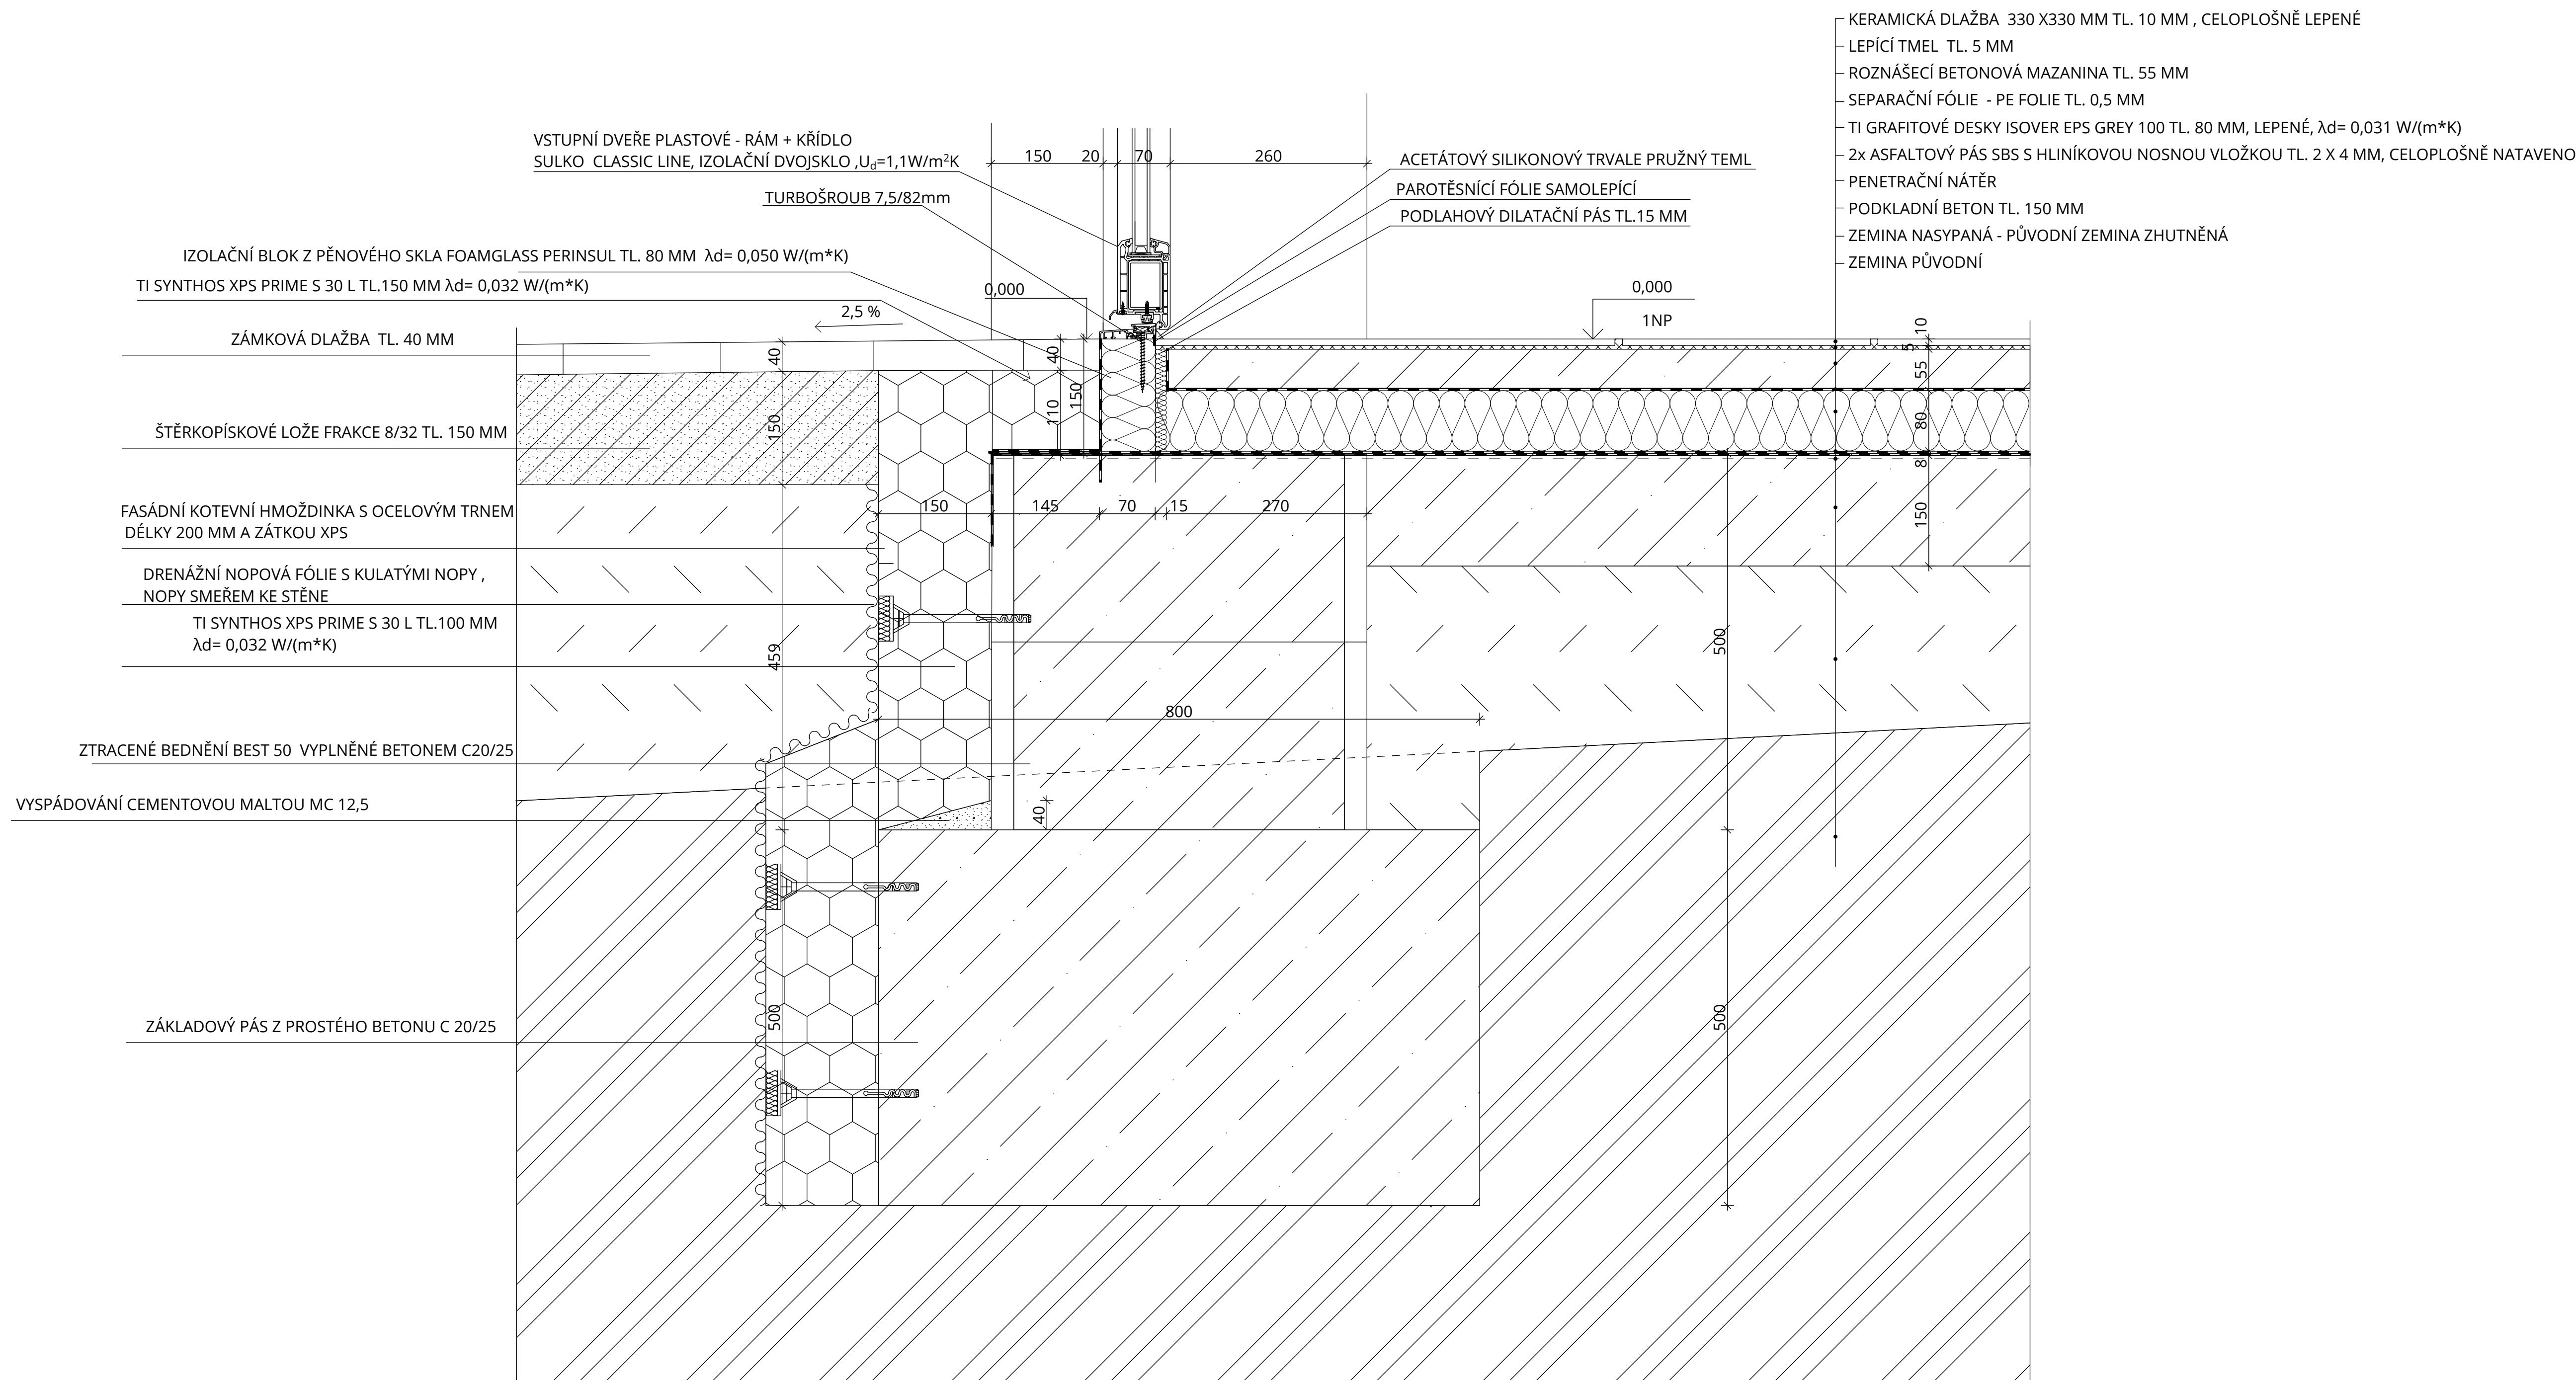 KERAMICKÁ DLAŽBA  330 X330 MM TL. 10 MM , CELOPLOŠNĚ LEPENÉ
LEPÍCÍ TMEL  TL. 5 MM
ROZNÁŠECÍ BETONOVÁ MAZANINA TL. 55 MM
SEPARAČNÍ FÓLIE  - PE FOLIE TL. 0,5 MM
TI GRAFITOVÉ DESKY ISOVER EPS GREY 100 TL. 80 MM, LEPENÉ, λd= 0,031 W/(m*K)
2x ASFALTOVÝ PÁS SBS S HLINÍKOVOU NOSNOU VLOŽKOU TL. 2 X 4 MM, CELOPLOŠNĚ NATAVENO
PENETRAČNÍ NÁTĚR
PODKLADNÍ BETON TL. 150 MM
ZEMINA NASYPANÁ - PŮVODNÍ ZEMINA ZHUTNĚNÁ
ZEMINA PŮVODNÍ
VSTUPNÍ DVEŘE PLASTOVÉ - RÁM + KŘÍDLO
SULKO  CLASSIC LINE, IZOLAČNÍ DVOJSKLO ,Ud=1,1W/m²K
TURBOŠROUB 7,5/82mm
IZOLAČNÍ BLOK Z PĚNOVÉHO SKLA FOAMGLASS PERINSUL TL. 80 MM  λd= 0,050 W/(m*K)
TI SYNTHOS XPS PRIME S 30 L TL.150 MM λd= 0,032 W/(m*K)
150
20
70
260
ACETÁTOVÝ SILIKONOVÝ TRVALE PRUŽNÝ TEML
PAROTĚSNÍCÍ FÓLIE SAMOLEPÍCÍ
PODLAHOVÝ DILATAČNÍ PÁS TL.15 MM
0,000
0,000
1NP
2,5 %
ZÁMKOVÁ DLAŽBA  TL. 40 MM
ŠTĚRKOPÍSKOVÉ LOŽE FRAKCE 8/32 TL. 150 MM
FASÁDNÍ KOTEVNÍ HMOŽDINKA S OCELOVÝM TRNEM
DÉLKY 200 MM A ZÁTKOU XPS
DRENÁŽNÍ NOPOVÁ FÓLIE S KULATÝMI NOPY ,
NOPY SMEŘEM KE STĚNE
TI SYNTHOS XPS PRIME S 30 L TL.100 MM
λd= 0,032 W/(m*K)
ZTRACENÉ BEDNĚNÍ BEST 50  VYPLNĚNÉ BETONEM C20/25
VYSPÁDOVÁNÍ CEMENTOVOU MALTOU MC 12,5
ZÁKLADOVÝ PÁS Z PROSTÉHO BETONU C 20/25
40
150
459
500
40
110
150
150
145
70
15
270
800
40
500
500
10
5
55
80
8
150